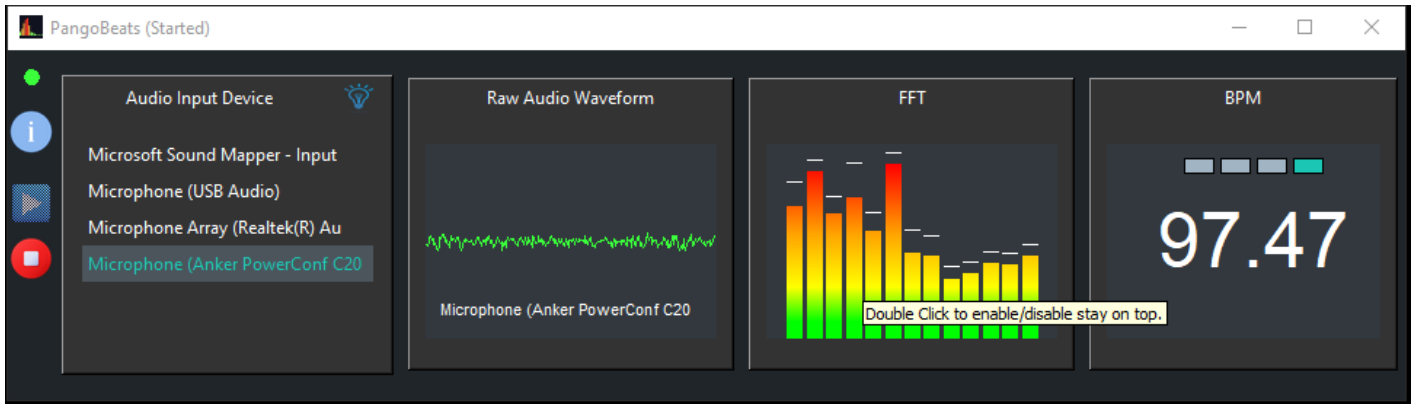 PangoBeats (Started)
Audio Input Device
Microsoft Sound Mapper - Input
Microphone (USB Audio)
Microphone Array (Realtek(R) Au
Microphone (Anker PowerConf C20
Raw Audio Waveform
Microphone (Anker PowerConf C20
FFT
Double Click to enable/disable stay on top.
BPM
97.47